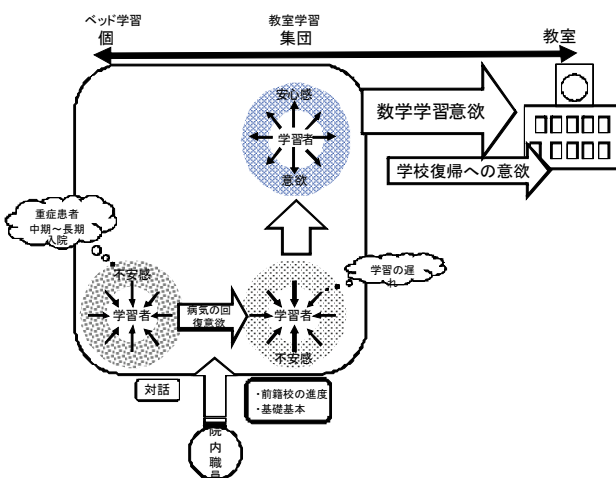 ベッド学習
個
教室学習
集団
教室
安心感
学習者
意欲
数学学習意欲
学校復帰への意欲
重症患者
中期～長期
入院
不安感
学習者
病気の回
復意欲
学習者
不安感
学習の遅
れ
対話
・前籍校の進度
・基礎基本
院
内
職
員